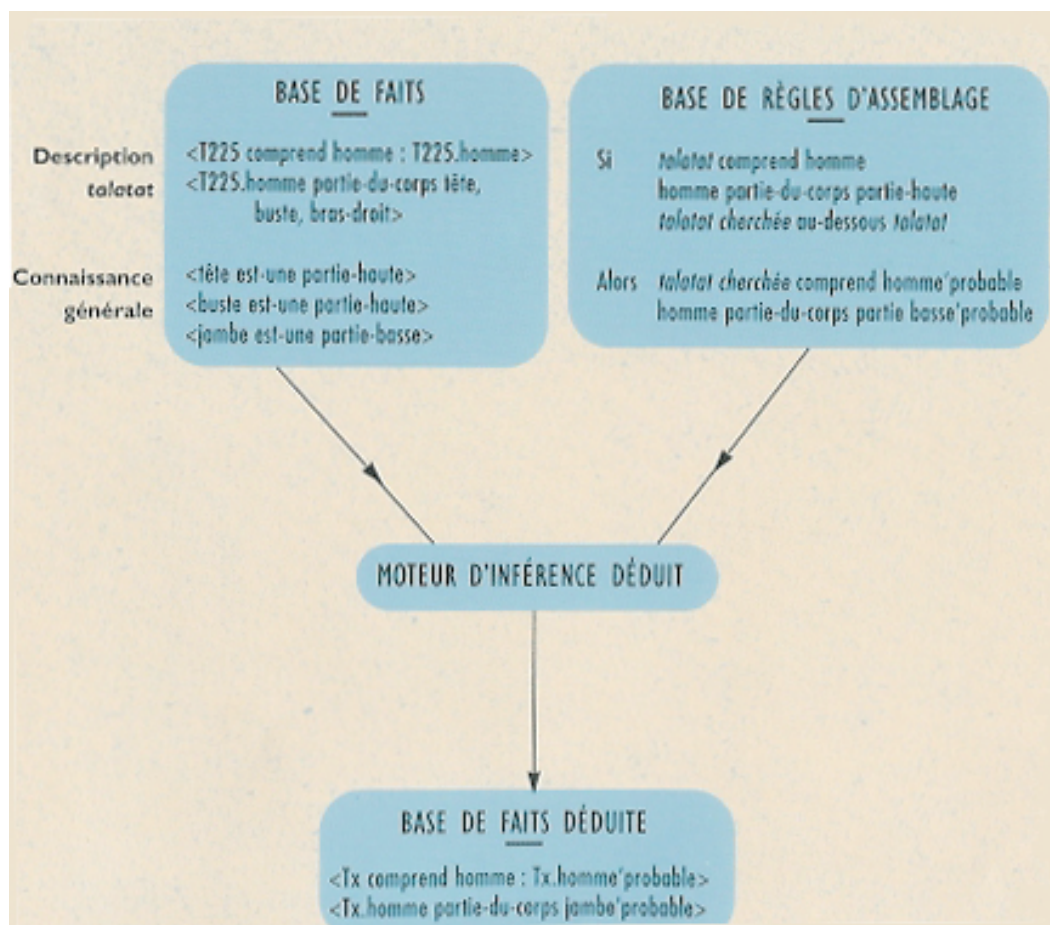 BASE DE FAITS
Description
talatat
<T225 comprend homme : T225.homme>
<T225.homme partie-du-corps tête,
buste, bras-droit>
Connaissance
générale
<tête est-une partie-haute>
<buste est-une partie-haute>
<jambe est-une partie-basse>
BASE DE RÈGLES D'ASSEMBLAGE
Si talatat comprend homme
homme partie-du-corps partie-haute
talatat cherchée au-dessous talatat
Alors talatat cherchée comprend homme'probable
homme partie-du-corps partie basse'probable
MOTEUR D'INFÉRENCE DÉDUIT
BASE DE FAITS DÉDUITE
<Tx comprend homme : Tx.homme'probable>
<Tx.homme partie-du-corps jambe'probable>